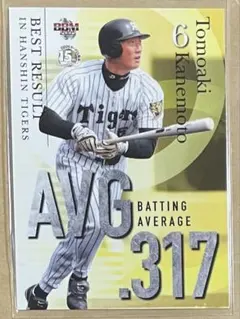 BBM
15
BEST RESULT
IN HANSHIN TIGERS
Tomoaki
6 Kanemoto
Tigers
AVG
BATTING
AVERAGE
.317